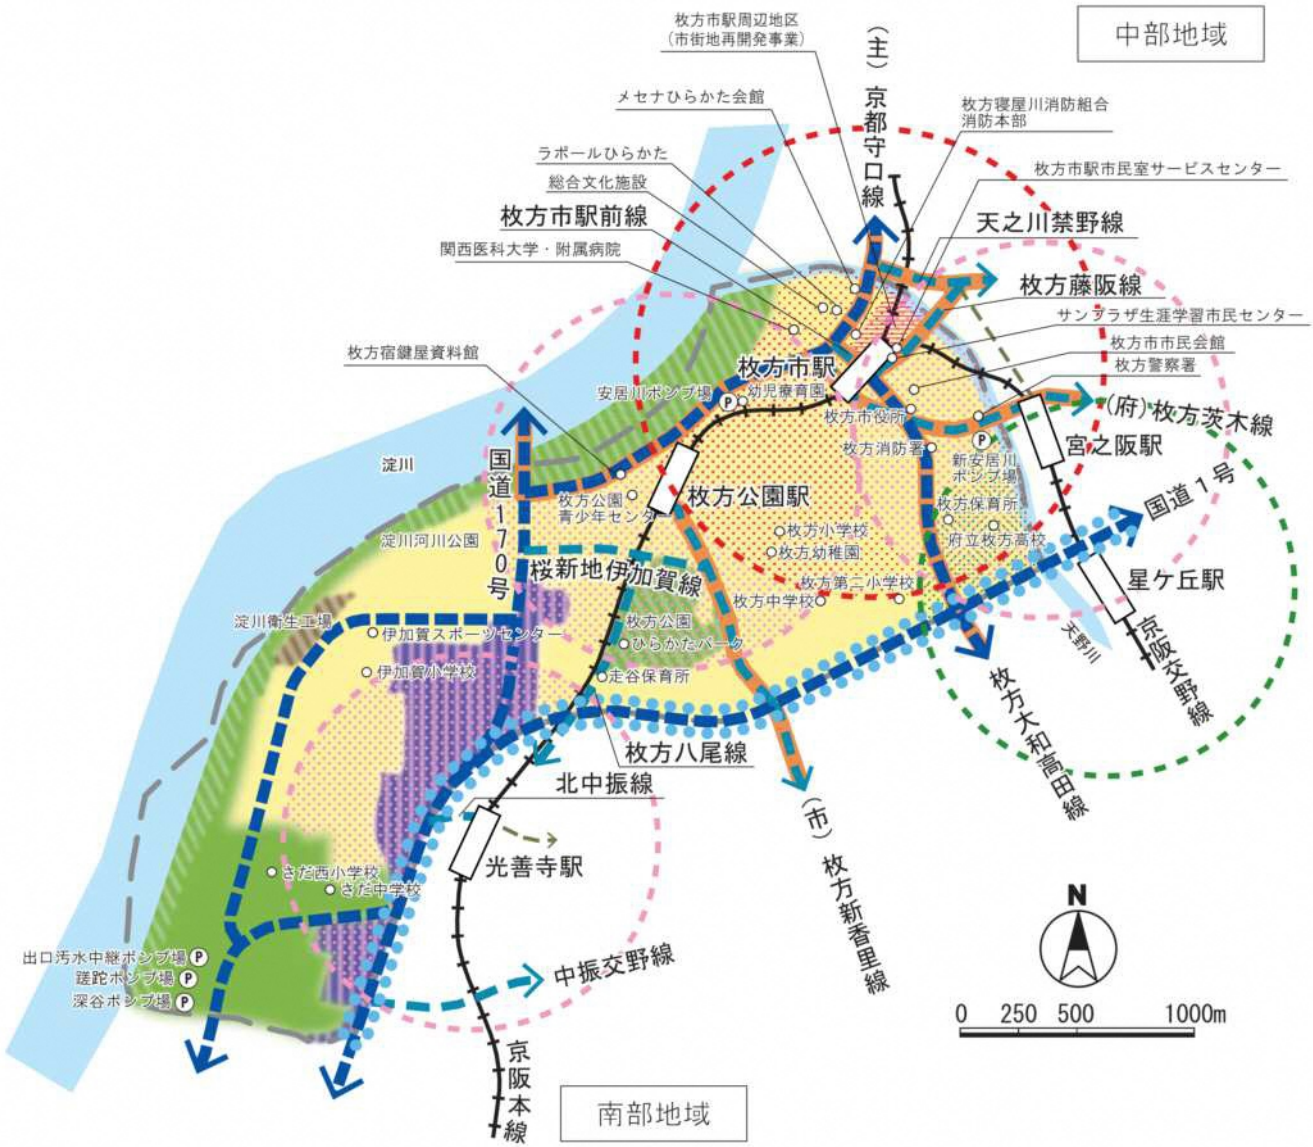 中部地域
枚方市駅周辺地区
(市街地再開発事業)
(主)京都守口線
メセナひらかた会館
枚方寝屋川消防組合
消防本部
ラポールひらかた
枚方市駅市民室サービスセンター
総合文化施設
枚方市駅前線
天之川禁野線
関西医科大学・附属病院
枚方藤阪線
サンプラザ生涯学習市民センター
枚方市市民会館
枚方宿鍵屋資料館
枚方市駅
枚方警察署
安居川ポンプ場
P
幼児療育園
枚方市役所
(府)枚方茨木線
枚方消防署
P
宮之阪駅
新安居川
ポンプ場
淀川
国道170号
枚方公園駅
国道1号
枚方公園
青少年センター
枚方保育所
枚方小学校
府立枚方高校
淀川河川公園
枚方幼稚園
桜新地伊加賀線
枚方第二小学校
星ケ丘駅
枚方中学校
淀川衛生工場
枚方公園
伊加賀スポーツセンター
ひらかたパーク
天野川
京阪交野線
伊加賀小学校
走谷保育所
枚方大和高田線
枚方八尾線
北中振線
(市)枚方新香里線
光善寺駅
さだ西小学校
さだ中学校
N
出口汚水中継ポンプ場 P
蹉跎ポンプ場 P
深谷ポンプ場 P
中振交野線
0 250 500 1000m
京阪本線
南部地域